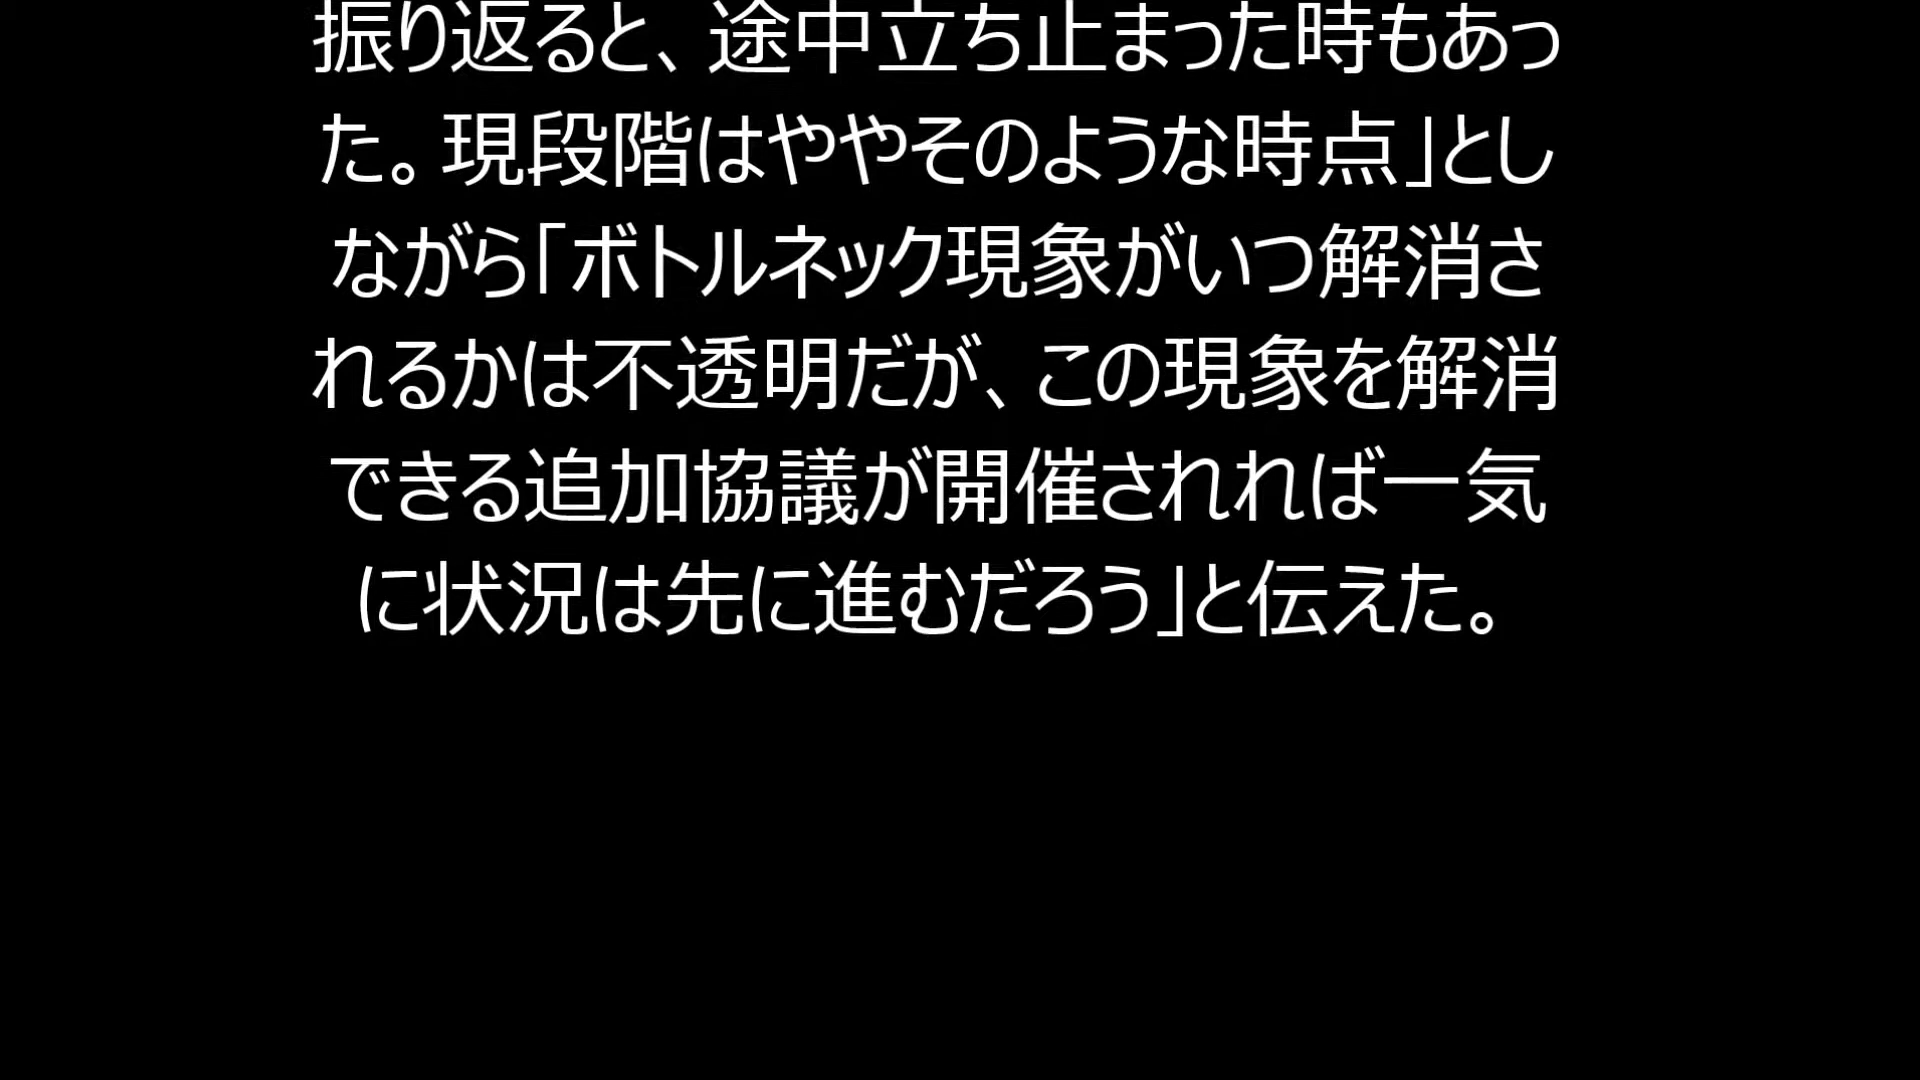 振り返ると、途中立ち止まった時もあっ
た。現段階はややそのような時点」とし
ながら「ボトルネック現象がいつ解消さ
れるかは不透明だが、この現象を解消
できる追加協議が開催されれば一気
に状況は先に進むだろう」と伝えた。